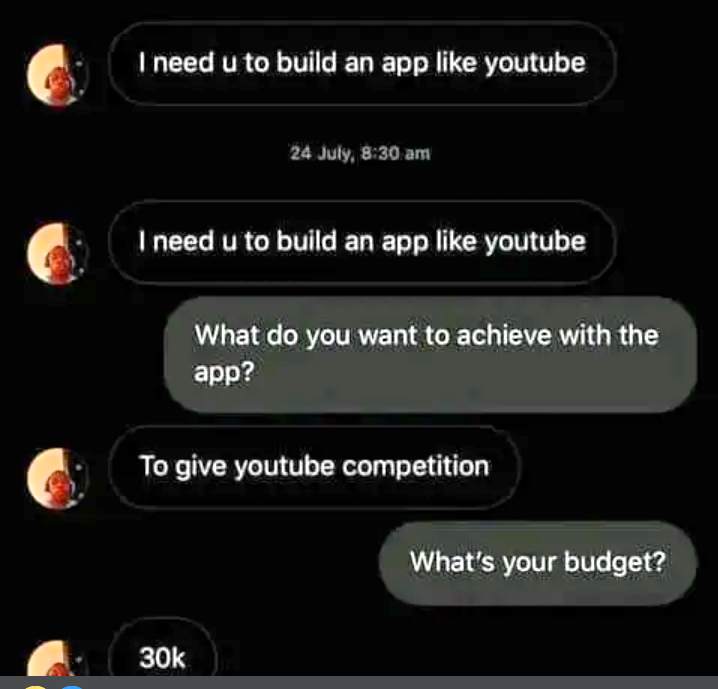 I need u to build an app like youtube
24 July, 8:30 am
I need u to build an app like youtube
What do you want to achieve with the
app?
To give youtube competition
What's your budget?
30k